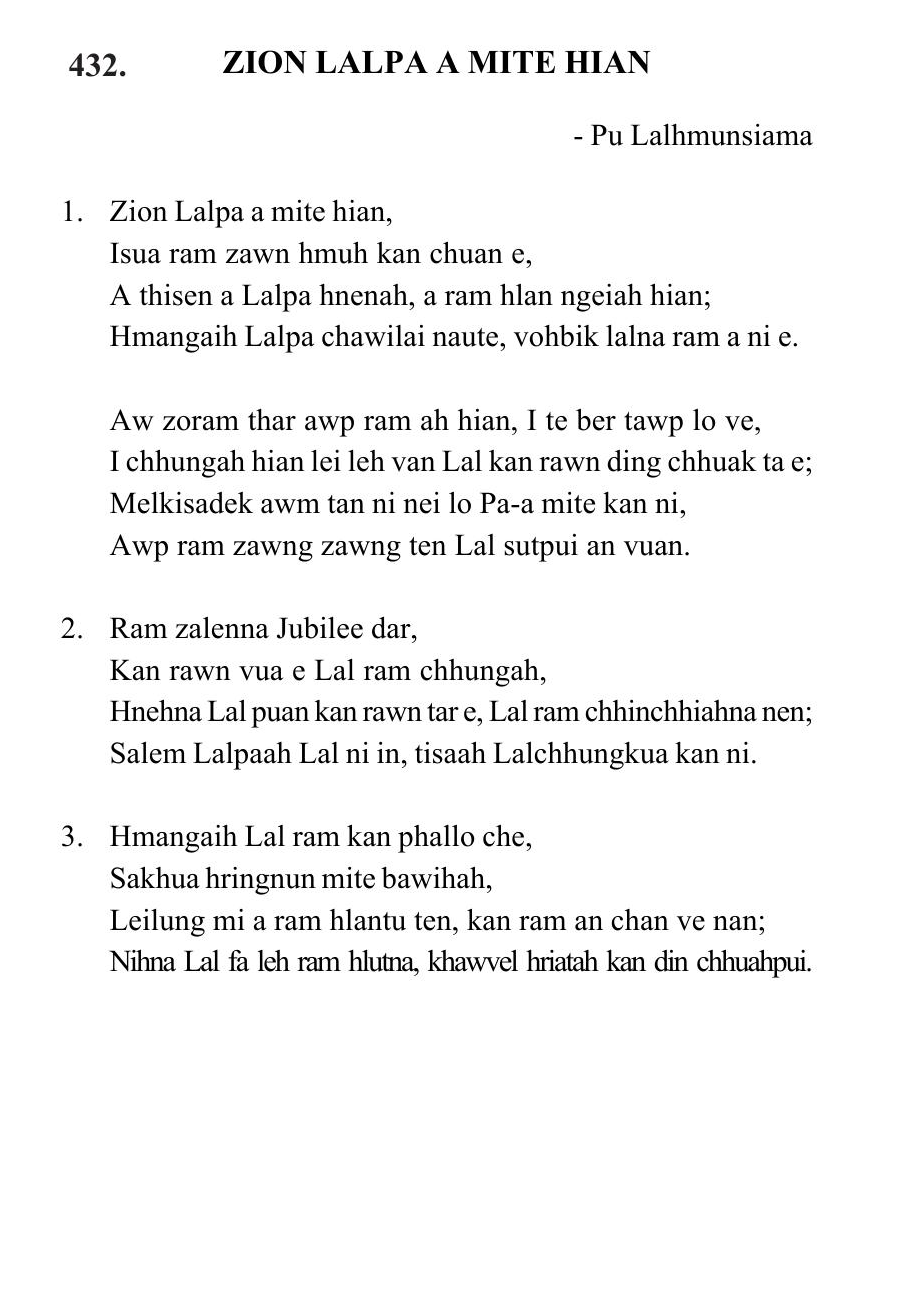 432. ZION LALPA A MITE HIAN
- Pu Lalhmunsiama
1. Zion Lalpa a mite hian,
Isua ram zawn hmuh kan chuan e,
A thisen a Lalpa hnenah, a ram hlan ngeiah hian;
Hmangaih Lalpa chawilai naute, vohbik lalna ram a ni e.
Aw zoram thar awp ram ah hian, I te ber tawp lo ve,
I chhungah hian lei leh van Lal kan rawn ding chhuak ta e;
Melkisadek awm tan ni nei lo Pa-a mite kan ni,
Awp ram zawng zawng ten Lal sutpui an vuan.
2. Ram zalenna Jubilee dar,
Kan rawn vua e Lal ram chhungah,
Hnehna Lal puan kan rawn tar e, Lal ram chhinchhiahna nen;
Salem Lalpaah Lal ni in, tisaah Lalchhungkua kan ni.
3. Hmangaih Lal ram kan phallo che,
Sakhua hringnun mite bawihah,
Leilung mi a ram hlantu ten, kan ram an chan ve nan;
Nihna Lal fa leh ram hlutna, khawvel hriatah kan din chhuahpui.